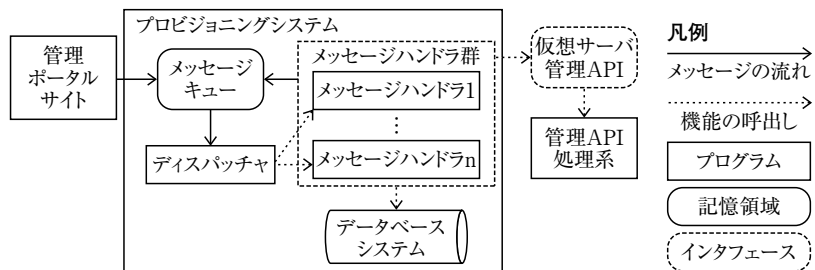 プロビジョニングシステム
管理
ポータル
サイト
メッセージ
キュー
ディスパッチャ
メッセージハンドラ群
メッセージハンドラ1
⋮
メッセージハンドラn
データベース
システム
仮想サーバ
管理API
管理API
処理系
凡例
メッセージの流れ
機能の呼出し
プログラム
記憶領域
インタフェース